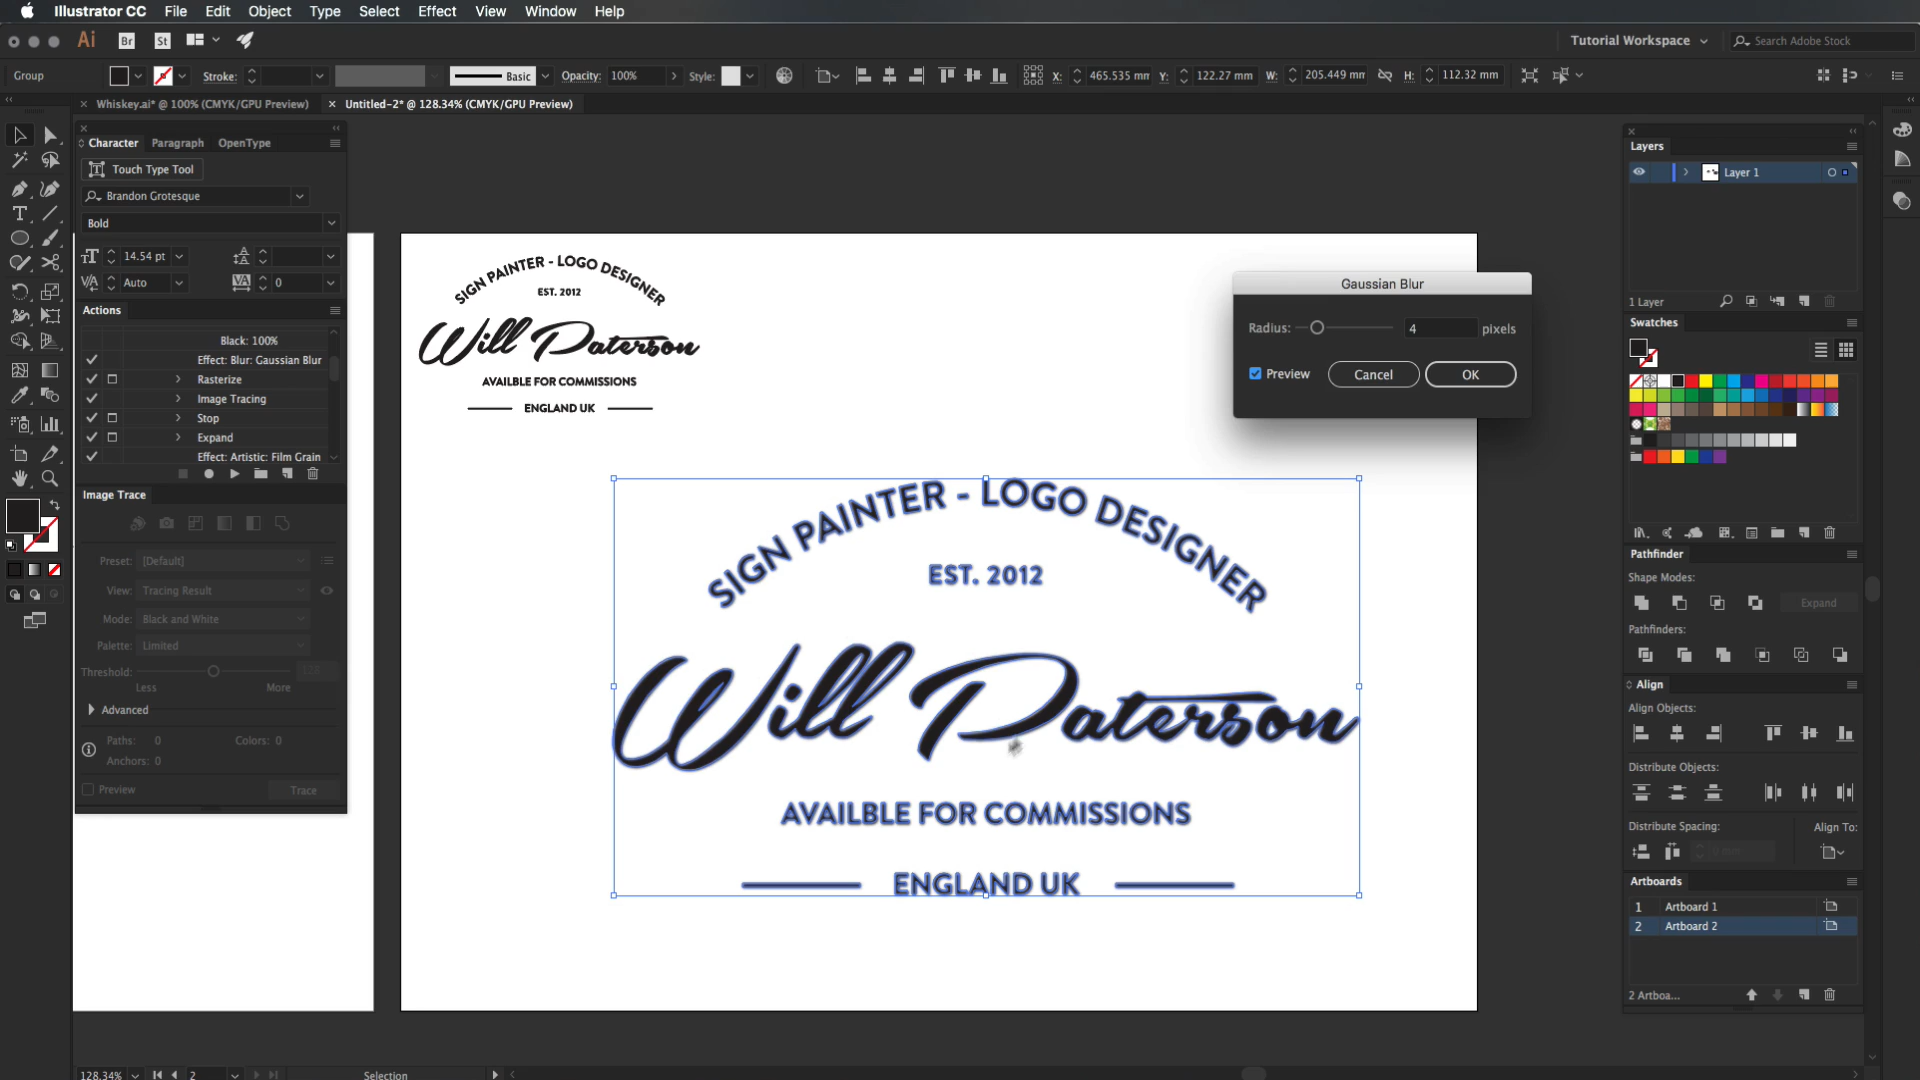 Illustrator CC File Edit Object Type Select Effect View Window Help
Ai Br St Tutorial Workspace Search Adobe Stock
Group Stroke: Basic Opacity: 100% Style: X: 465.535 mm Y: 122.27 mm W: 205.449 mm H: 112.32 mm
Whiskey.ai* @ 100% (CMYK/GPU Preview) Untitled-2* @ 128.34% (CMYK/GPU Preview)
Character Paragraph OpenType
Touch Type Tool
Brandon Grotesque
Bold
14.54 pt
Auto 0
Actions
Black: 100%
Effect: Blur: Gaussian Blur
Rasterize
Image Tracing
Stop
Expand
Effect: Artistic: Film Grain
Image Trace
Preset: [Default]
View: Tracing Result
Mode: Black and White
Palette: Limited
Threshold:
Less More
Advanced
Paths: 0 Colors: 0
Anchors: 0
Preview Trace
SIGN PAINTER - LOGO DESIGNER
EST. 2012
Will Paterson
AVAILBLE FOR COMMISSIONS
ENGLAND UK
Gaussian Blur
Radius: 4 pixels
Preview Cancel OK
SIGN PAINTER - LOGO DESIGNER
EST. 2012
Will Paterson
AVAILBLE FOR COMMISSIONS
ENGLAND UK
Layers
Layer 1
1 Layer
Swatches
Pathfinder
Shape Modes:
Expand
Pathfinders:
Align
Align Objects:
Distribute Objects:
Distribute Spacing: Align To:
0 mm
Artboards
1 Artboard 1
2 Artboard 2
2 Artboa...
128.34% 2 Selection